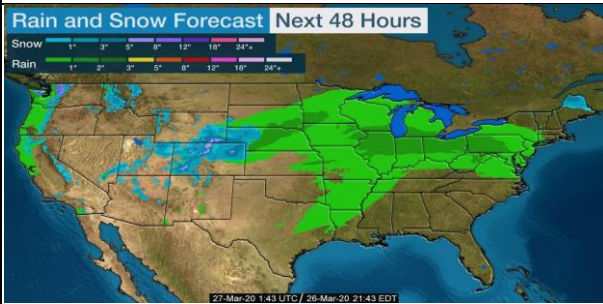 Rain and Snow Forecast Next 48 Hours
Snow
1" 3" 5" 8" 12" 18" 24"+
Rain
1" 2" 3" 5" 8" 12" 18" 24"+
27-Mar-20 1:43 UTC / 26-Mar-20 21:43 EDT